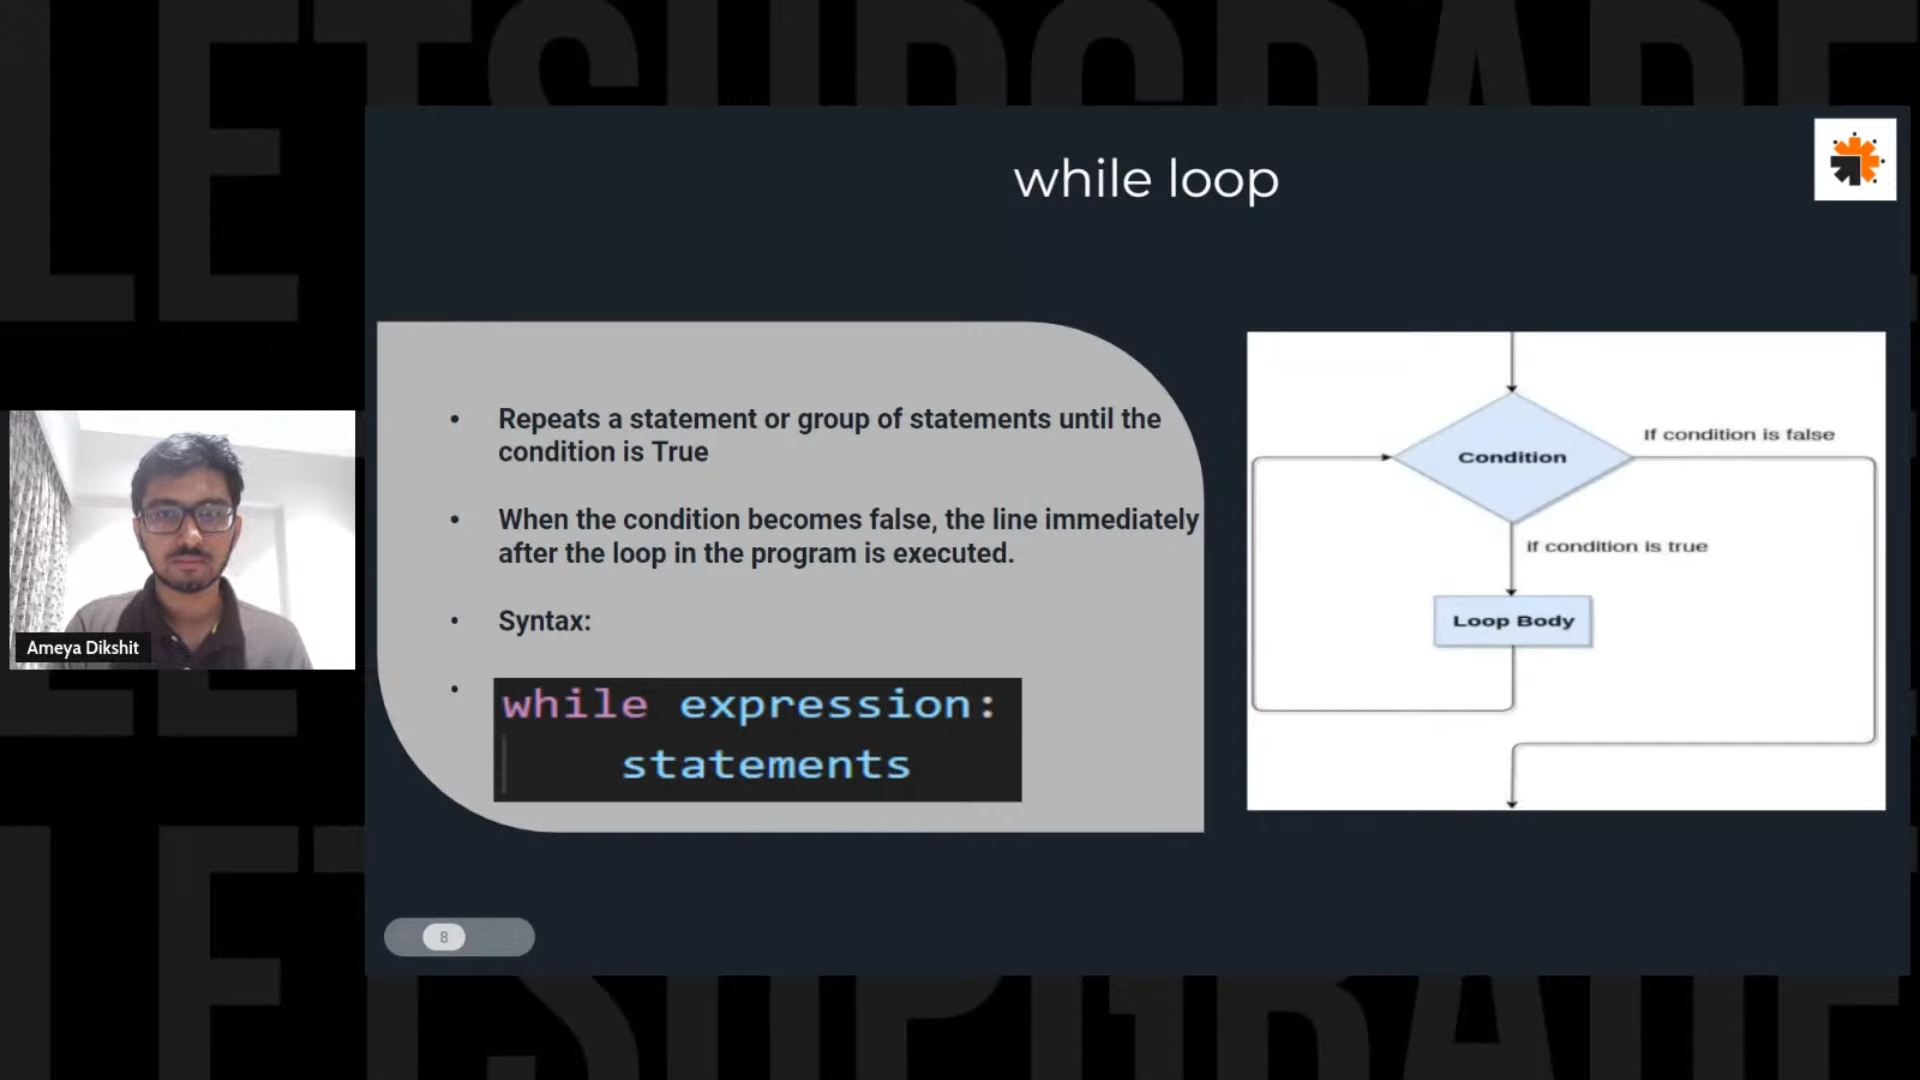 LETSUPGRADE
while loop
• Repeats a statement or group of statements until the
condition is True
• When the condition becomes false, the line immediately
after the loop in the program is executed.
• Syntax:
•
while expression:
statements
Condition
If condition is false
if condition is true
Loop Body
Ameya Dikshit
8
LETSUPGRADE